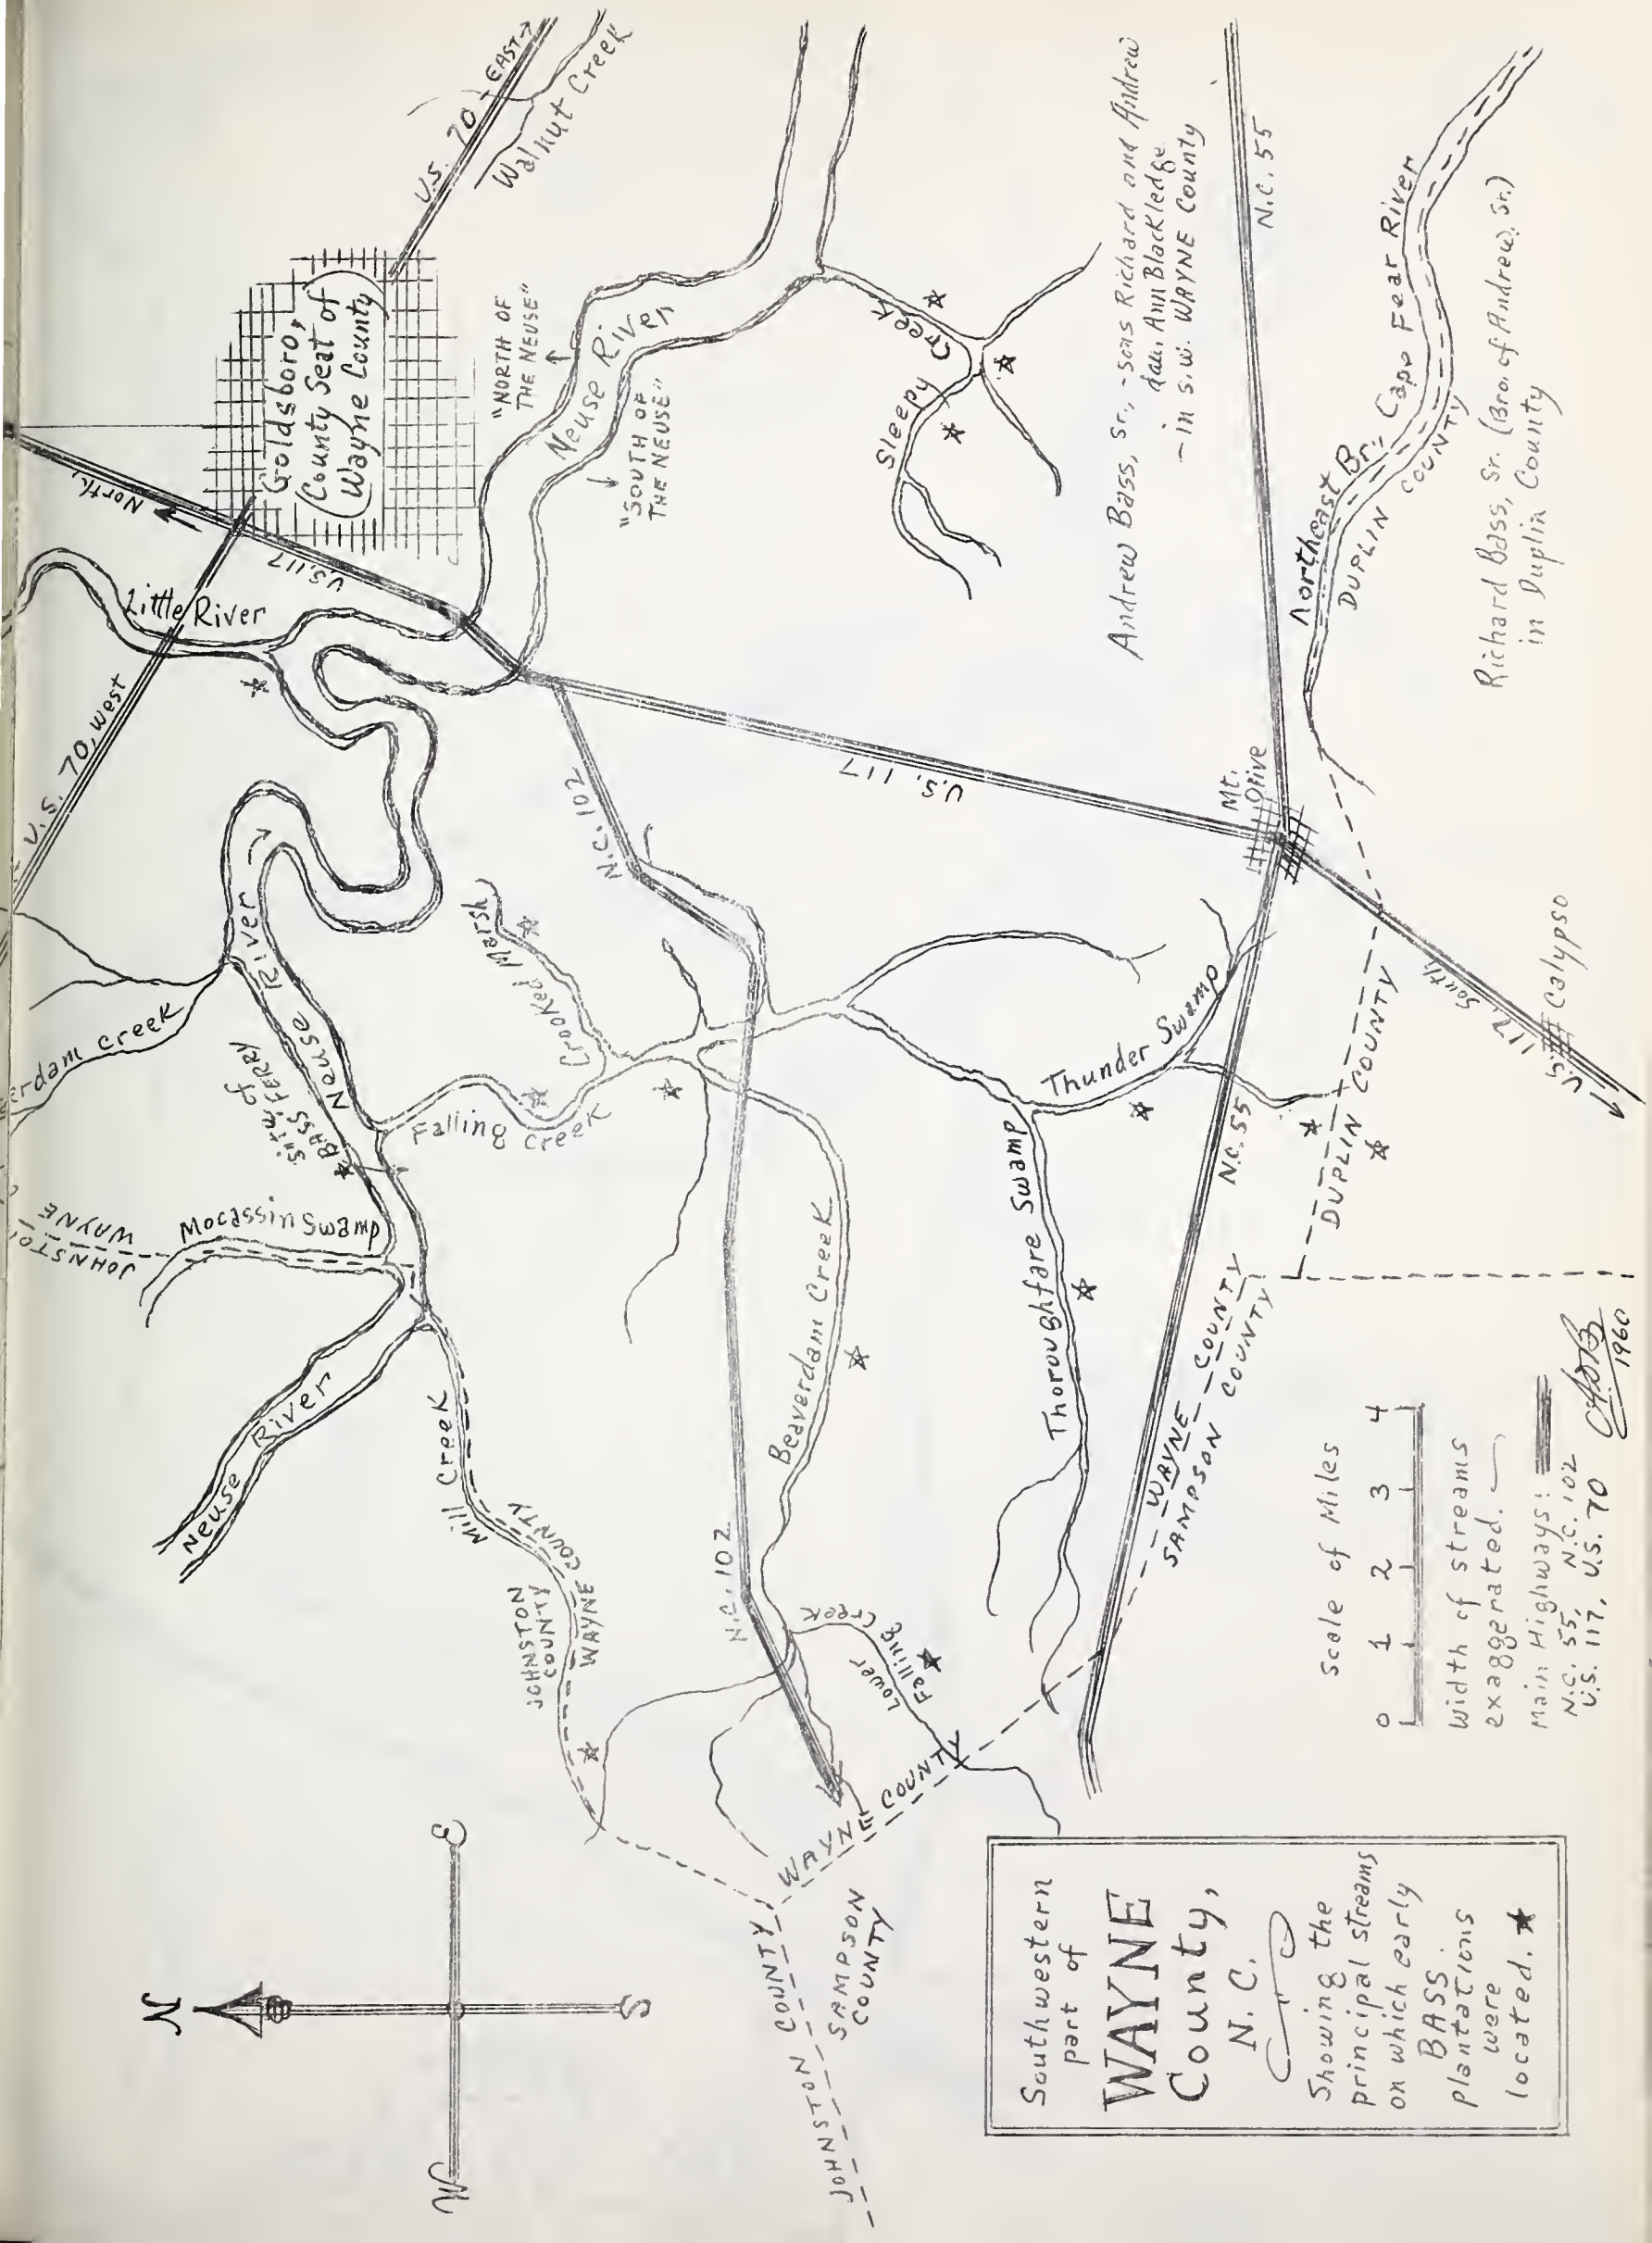 N
W
E
S
Southwestern
part of
WAYNE
County,
N. C.
Showing the
principal streams
on which early
BASS
plantations
were
located.
JOHNSTON COUNTY
SAMPSON
COUNTY
WAYNE COUNTY
JOHNSTON
COUNTY
WAYNE COUNTY
Neuse River
Mill Creek
JOHNSTO
WAYNE
Mocassin Swamp
Site of
BASS FERRY
Neuse River
erdam Creek
Falling Creek
Crooked Marsh
U.S. 70, West
Little River
U.S. 117
North
Goldsboro,
(County Seat of
Wayne County)
U.S. 70 - EAST →
Walnut Creek
"NORTH OF
THE NEUSE"
Neuse River
"SOUTH OF
THE NEUSE"
Sleepy Creek
N.C. 102
N.C. 102
Beaverdam Creek
Lower
Falling
Creek
U.S. 117
Thunder Swamp
Thoroughfare Swamp
N.C. 55
WAYNE COUNTY
SAMPSON COUNTY
DUPLIN COUNTY
Mt.
Olive
N.C. 55
Andrew Bass, Sr., - sons Richard and Andrew
dau. Ann Blackledge
- in s.w. WAYNE County
Northeast Br. Cape Fear River
DUPLIN COUNTY
Richard Bass, Sr. (Bro. of Andrew, Sr.)
in Duplin County
South
U.S. 117
Calypso
Scale of Miles
0 1 2 3 4
Width of streams
exaggerated.
Main Highways:
N.C. 55, N.C. 102
U.S. 117, U.S. 70
1960